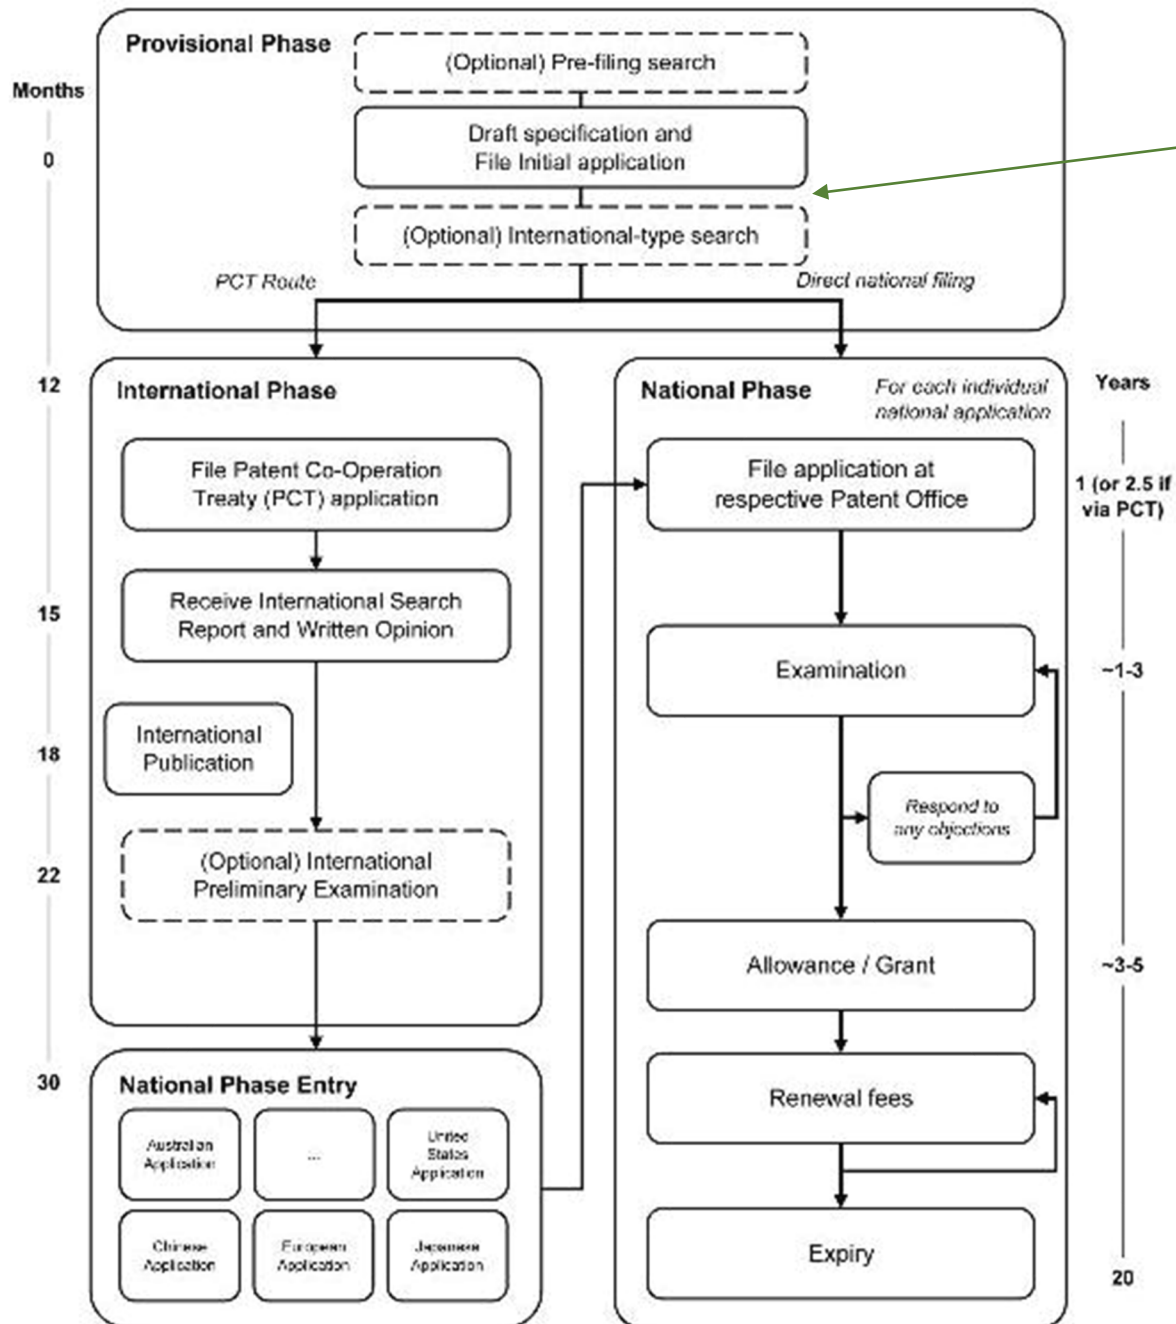 Provisional Phase
(Optional) Pre-filing search
Months
0
Draft specification and
File Initial application
(Optional) International-type search
PCT Route
Direct national filing
12
International Phase
File Patent Co-Operation
Treaty (PCT) application
15
Receive International Search
Report and Written Opinion
18
International
Publication
22
(Optional) International
Preliminary Examination
30
National Phase Entry
Australian
Application
...
United
States
Application
Chinese
Application
European
Application
Japanese
Application
National Phase
For each individual
national application
Years
File application at
respective Patent Office
1 (or 2.5 if
via PCT)
Examination
~1-3
Respond to
any objections
Allowance / Grant
~3-5
Renewal fees
Expiry
20